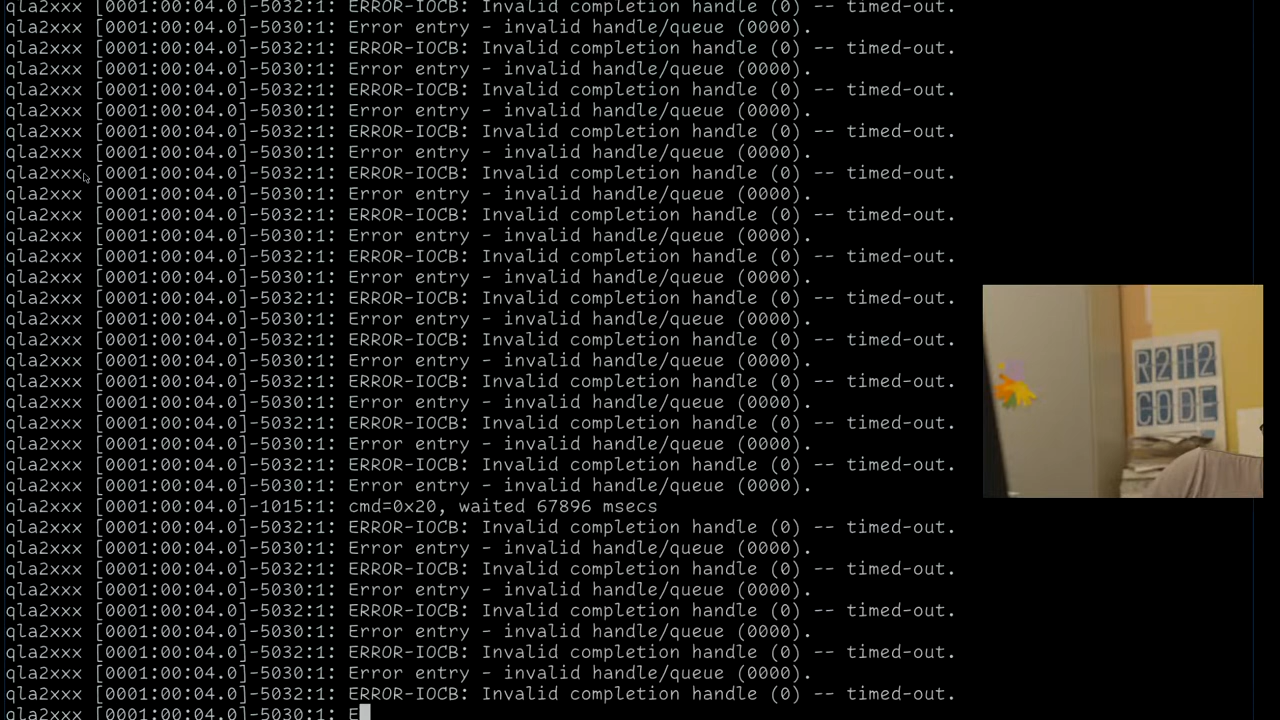 qla2xxx [0001:00:04.0]-5032:1: ERROR-IOCB: Invalid completion handle (0) -- timed-out.
qla2xxx [0001:00:04.0]-5030:1: Error entry - invalid handle/queue (0000).
qla2xxx [0001:00:04.0]-5032:1: ERROR-IOCB: Invalid completion handle (0) -- timed-out.
qla2xxx [0001:00:04.0]-5030:1: Error entry - invalid handle/queue (0000).
qla2xxx [0001:00:04.0]-5032:1: ERROR-IOCB: Invalid completion handle (0) -- timed-out.
qla2xxx [0001:00:04.0]-5030:1: Error entry - invalid handle/queue (0000).
qla2xxx [0001:00:04.0]-5032:1: ERROR-IOCB: Invalid completion handle (0) -- timed-out.
qla2xxx [0001:00:04.0]-5030:1: Error entry - invalid handle/queue (0000).
qla2xxx [0001:00:04.0]-5032:1: ERROR-IOCB: Invalid completion handle (0) -- timed-out.
qla2xxx [0001:00:04.0]-5030:1: Error entry - invalid handle/queue (0000).
qla2xxx [0001:00:04.0]-5032:1: ERROR-IOCB: Invalid completion handle (0) -- timed-out.
qla2xxx [0001:00:04.0]-5030:1: Error entry - invalid handle/queue (0000).
qla2xxx [0001:00:04.0]-5032:1: ERROR-IOCB: Invalid completion handle (0) -- timed-out.
qla2xxx [0001:00:04.0]-5030:1: Error entry - invalid handle/queue (0000).
qla2xxx [0001:00:04.0]-5032:1: ERROR-IOCB: Invalid completion handle (0) -- timed-out.
qla2xxx [0001:00:04.0]-5030:1: Error entry - invalid handle/queue (0000).
qla2xxx [0001:00:04.0]-5032:1: ERROR-IOCB: Invalid completion handle (0) -- timed-out.
qla2xxx [0001:00:04.0]-5030:1: Error entry - invalid handle/queue (0000).
qla2xxx [0001:00:04.0]-5032:1: ERROR-IOCB: Invalid completion handle (0) -- timed-out.
qla2xxx [0001:00:04.0]-5030:1: Error entry - invalid handle/queue (0000).
qla2xxx [0001:00:04.0]-5032:1: ERROR-IOCB: Invalid completion handle (0) -- timed-out.
qla2xxx [0001:00:04.0]-5030:1: Error entry - invalid handle/queue (0000).
qla2xxx [0001:00:04.0]-5032:1: ERROR-IOCB: Invalid completion handle (0) -- timed-out.
qla2xxx [0001:00:04.0]-5030:1: Error entry - invalid handle/queue (0000).
qla2xxx [0001:00:04.0]-1015:1: cmd=0x20, waited 67896 msecs
qla2xxx [0001:00:04.0]-5032:1: ERROR-IOCB: Invalid completion handle (0) -- timed-out.
qla2xxx [0001:00:04.0]-5030:1: Error entry - invalid handle/queue (0000).
qla2xxx [0001:00:04.0]-5032:1: ERROR-IOCB: Invalid completion handle (0) -- timed-out.
qla2xxx [0001:00:04.0]-5030:1: Error entry - invalid handle/queue (0000).
qla2xxx [0001:00:04.0]-5032:1: ERROR-IOCB: Invalid completion handle (0) -- timed-out.
qla2xxx [0001:00:04.0]-5030:1: Error entry - invalid handle/queue (0000).
qla2xxx [0001:00:04.0]-5032:1: ERROR-IOCB: Invalid completion handle (0) -- timed-out.
qla2xxx [0001:00:04.0]-5030:1: Error entry - invalid handle/queue (0000).
qla2xxx [0001:00:04.0]-5032:1: ERROR-IOCB: Invalid completion handle (0) -- timed-out.
qla2xxx [0001:00:04.0]-5030:1: E
R2T2
CODE